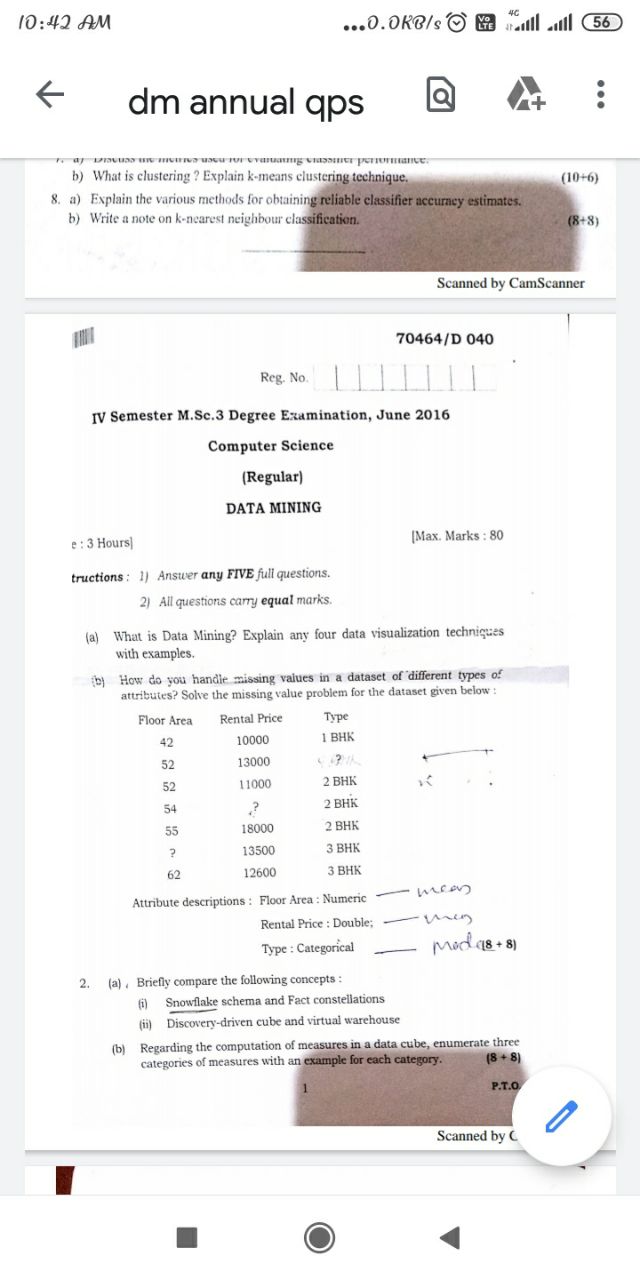 10:42 AM
...0.0KB/s Vo LTE 4G 56
dm annual qps
7. a) Discuss the metrics used for evaluating classifier performance.
b) What is clustering ? Explain k-means clustering technique. (10+6)
8. a) Explain the various methods for obtaining reliable classifier accuracy estimates.
b) Write a note on k-nearest neighbour classification. (8+8)
Scanned by CamScanner
70464/D 040
Reg. No.
IV Semester M.Sc.3 Degree Examination, June 2016
Computer Science
(Regular)
DATA MINING
e : 3 Hours] [Max. Marks : 80
tructions : 1) Answer any FIVE full questions.
2) All questions carry equal marks.
(a) What is Data Mining? Explain any four data visualization techniques
with examples.
(b) How do you handle missing values in a dataset of different types of
attributes? Solve the missing value problem for the dataset given below :
Floor Area Rental Price Type
42 10000 1 BHK
52 13000 ?
52 11000 2 BHK
54 ? 2 BHK
55 18000 2 BHK
? 13500 3 BHK
62 12600 3 BHK
Attribute descriptions : Floor Area : Numeric — mean
Rental Price : Double; —
Type : Categorical — mode (8 + 8)
2. (a) Briefly compare the following concepts :
(i) Snowflake schema and Fact constellations
(ii) Discovery-driven cube and virtual warehouse
(b) Regarding the computation of measures in a data cube, enumerate three
categories of measures with an example for each category. (8 + 8)
1
P.T.O.
Scanned by C